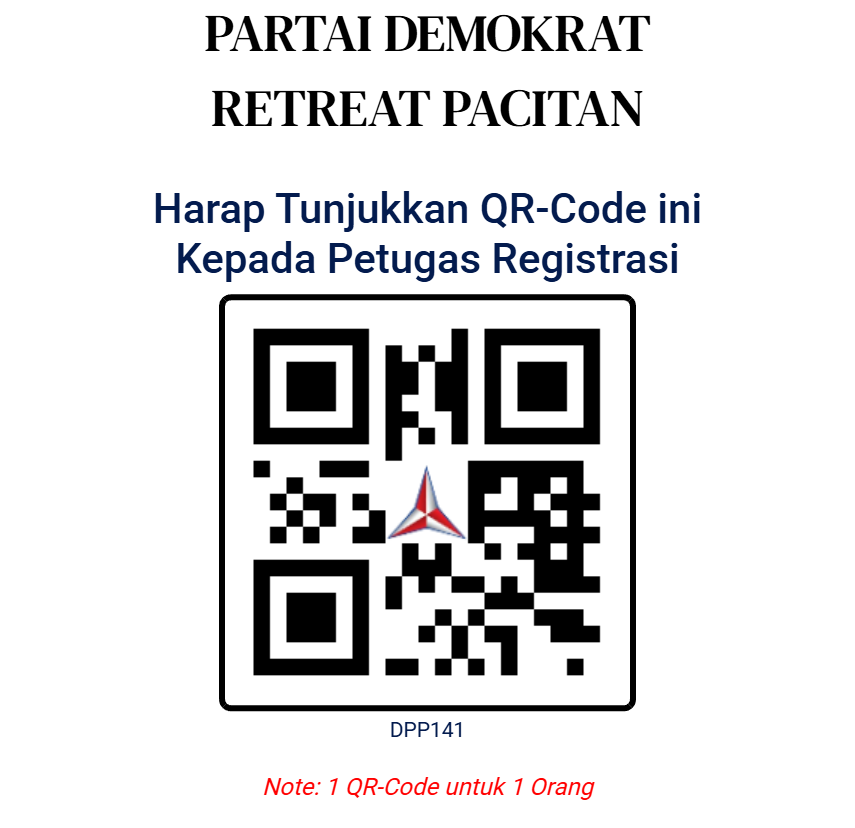 PARTAI DEMOKRAT
RETREAT PACITAN
Harap Tunjukkan QR-Code ini
Kepada Petugas Registrasi
DPP141
Note: 1 QR-Code untuk 1 Orang